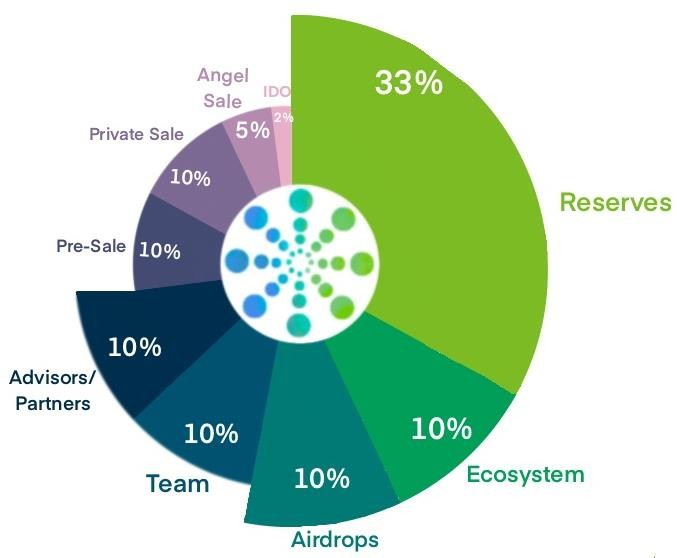 33%
Reserves
10%
Ecosystem
10%
Airdrops
10%
Team
10%
Advisors/
Partners
10%
Pre-Sale
10%
Private Sale
5%
Angel
Sale
2%
IDO